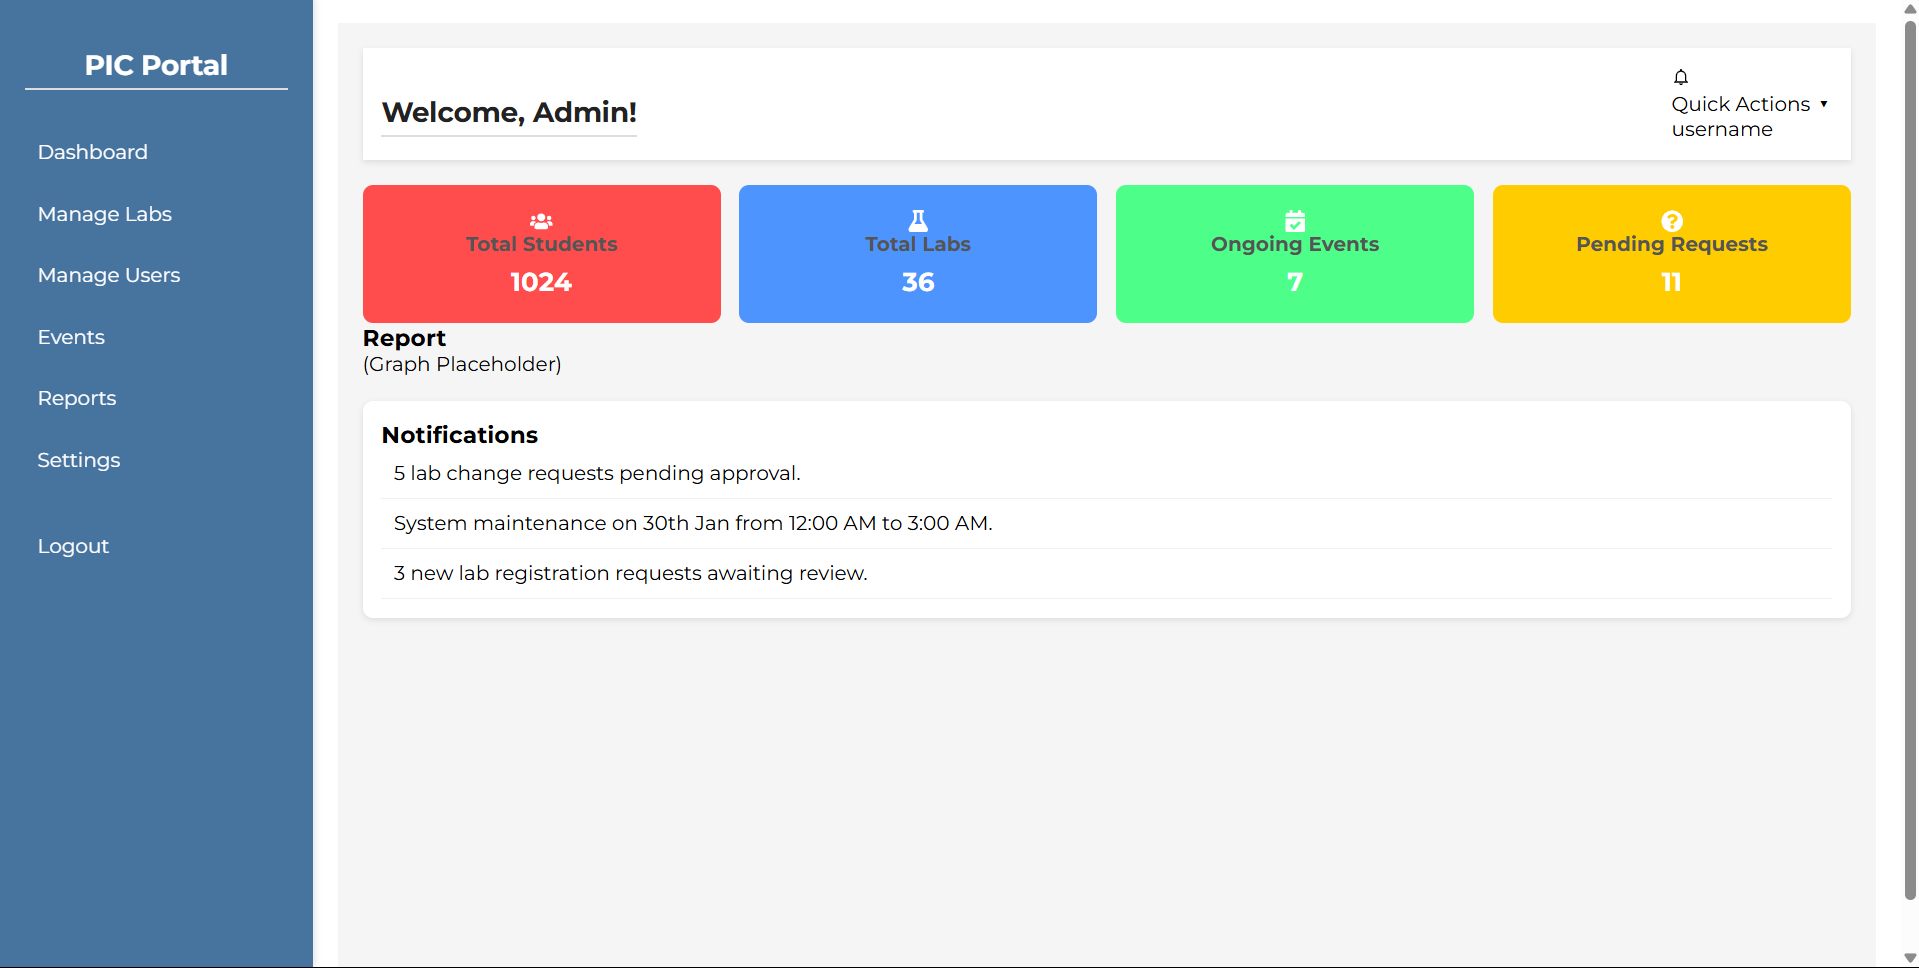 PIC Portal
Dashboard
Manage Labs
Manage Users
Events
Reports
Settings
Logout
Welcome, Admin!
Quick Actions ▼
username
Total Students
1024
Total Labs
36
Ongoing Events
7
Pending Requests
11
Report
(Graph Placeholder)
Notifications
5 lab change requests pending approval.
System maintenance on 30th Jan from 12:00 AM to 3:00 AM.
3 new lab registration requests awaiting review.